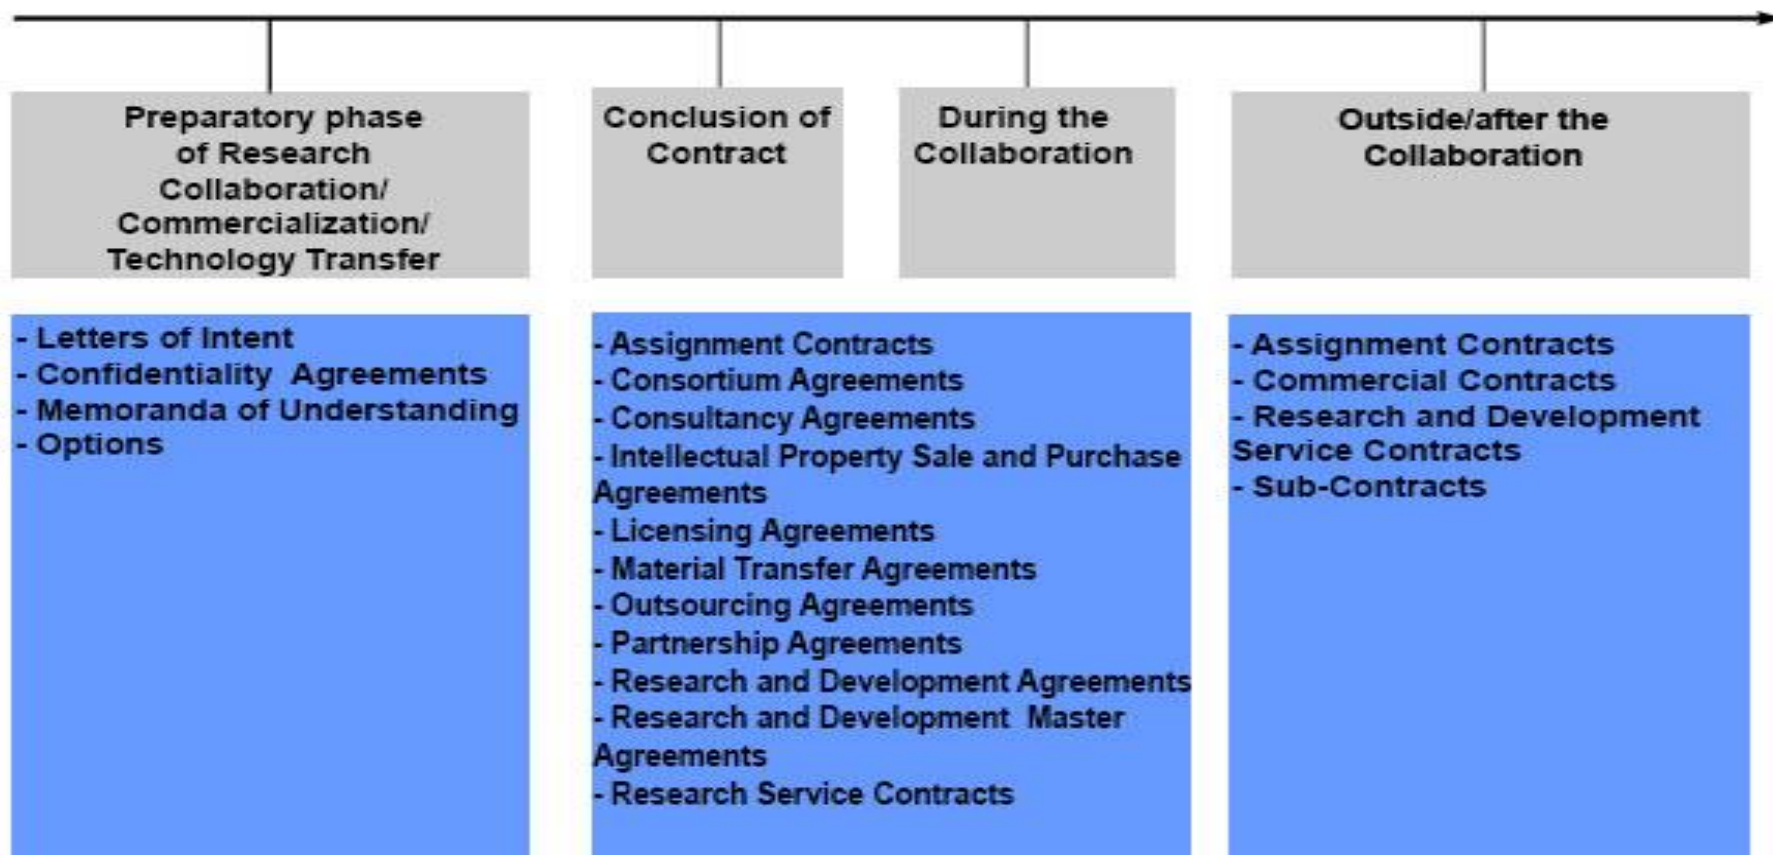 Preparatory phase
of Research
Collaboration/
Commercialization/
Technology Transfer
Conclusion of
Contract
During the
Collaboration
Outside/after the
Collaboration
- Letters of Intent
- Confidentiality Agreements
- Memoranda of Understanding
- Options
- Assignment Contracts
- Consortium Agreements
- Consultancy Agreements
- Intellectual Property Sale and Purchase
Agreements
- Licensing Agreements
- Material Transfer Agreements
- Outsourcing Agreements
- Partnership Agreements
- Research and Development Agreements
- Research and Development Master
Agreements
- Research Service Contracts
- Assignment Contracts
- Commercial Contracts
- Research and Development
Service Contracts
- Sub-Contracts